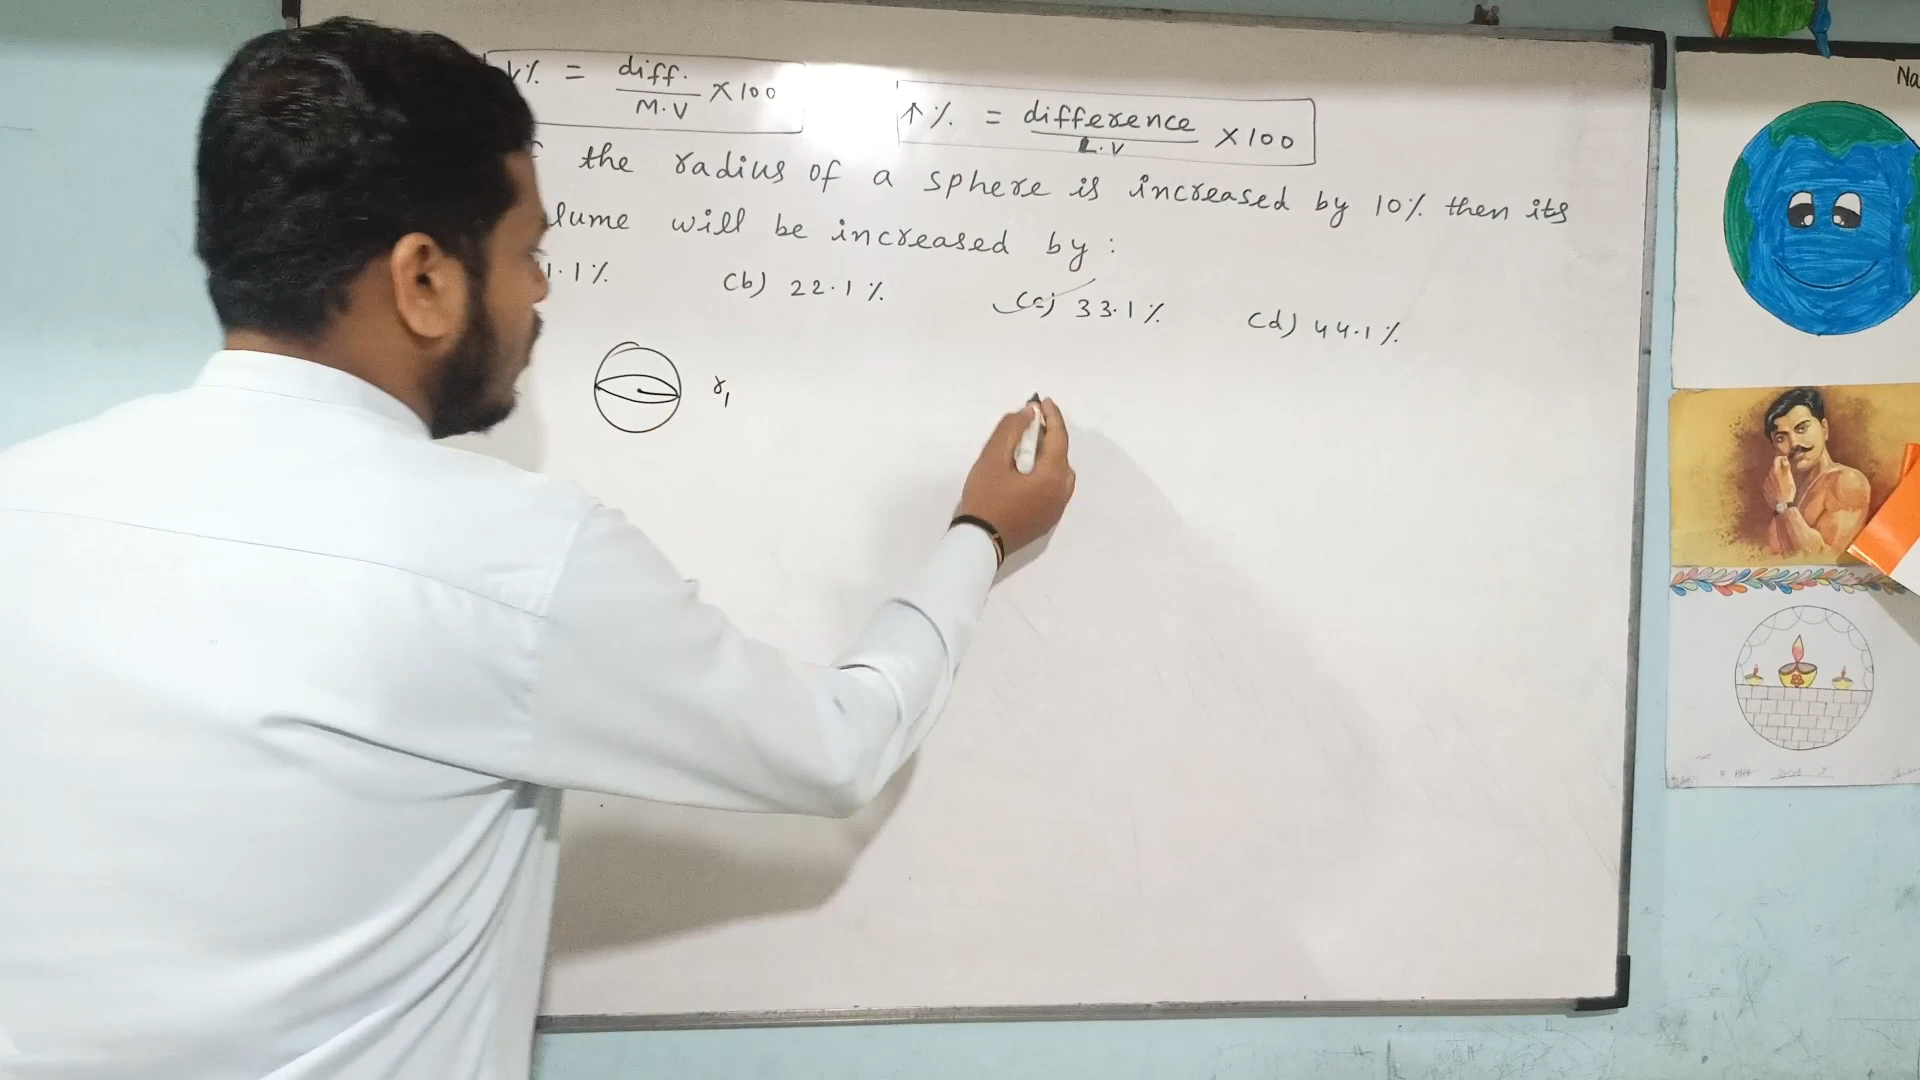 ↓% = diff. / M.V × 100
↑% = difference / L.V × 100
the radius of a sphere is increased by 10% then its
lume will be increased by :
1.1% (b) 22.1% (c) 33.1% (d) 44.1%
r₁
Na